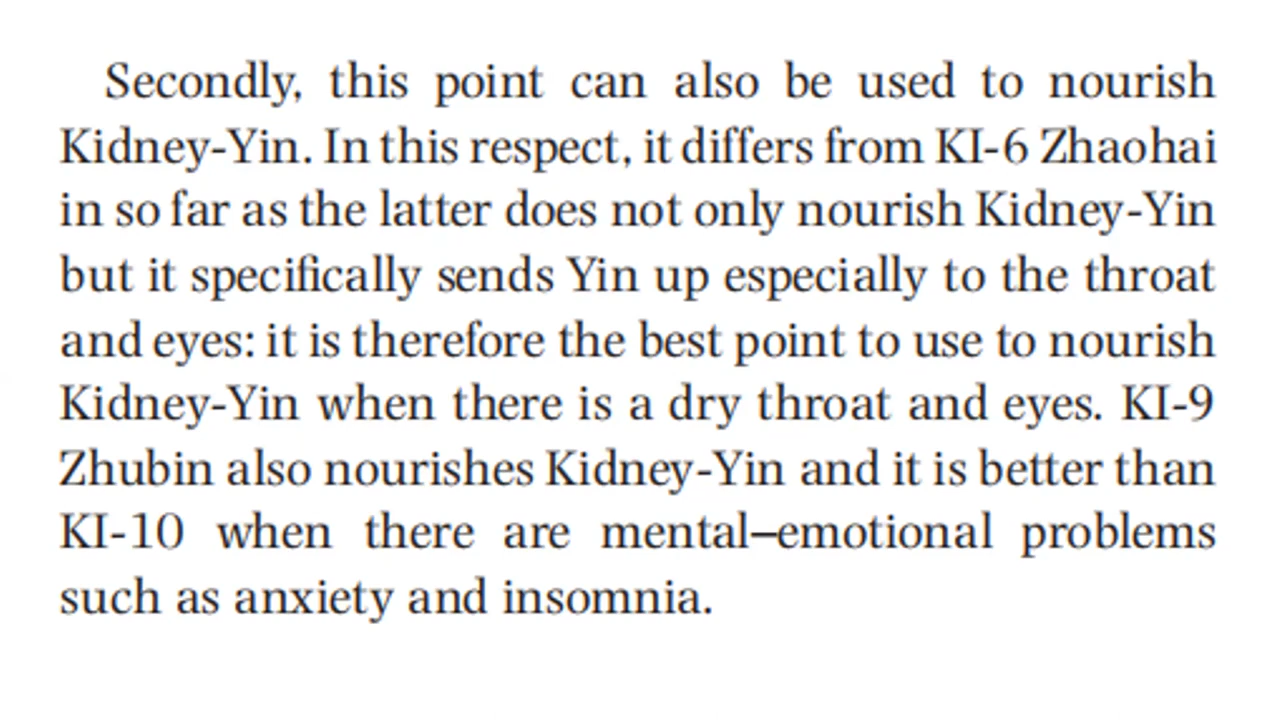 Secondly, this point can also be used to nourish
Kidney-Yin. In this respect, it differs from KI-6 Zhaohai
in so far as the latter does not only nourish Kidney-Yin
but it specifically sends Yin up especially to the throat
and eyes: it is therefore the best point to use to nourish
Kidney-Yin when there is a dry throat and eyes. KI-9
Zhubin also nourishes Kidney-Yin and it is better than
KI-10 when there are mental–emotional problems
such as anxiety and insomnia.